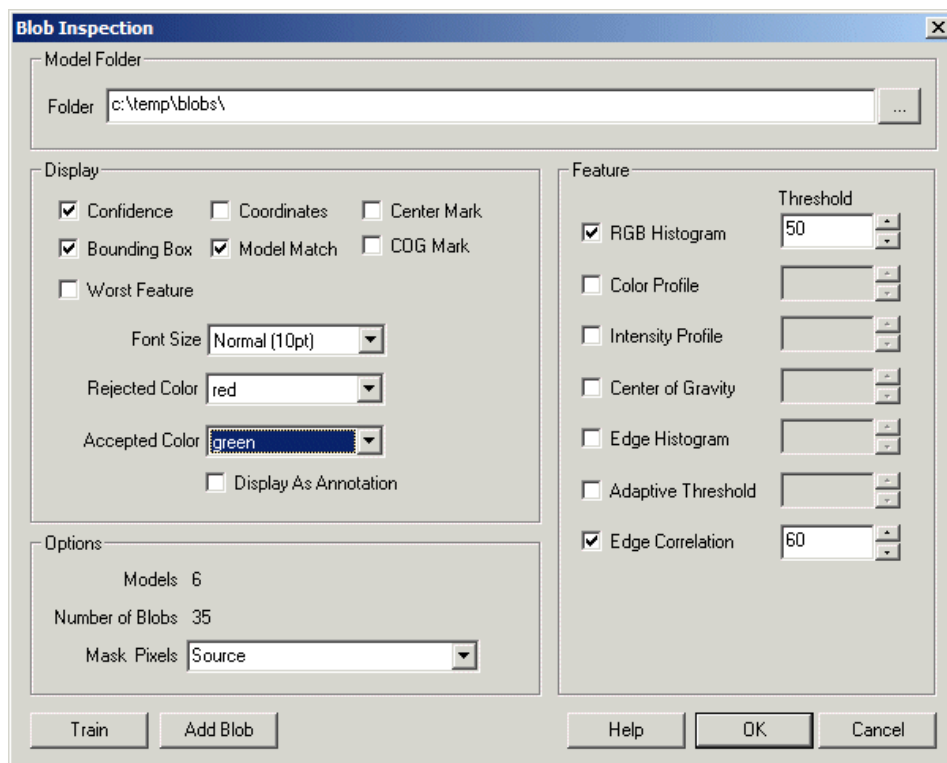 Blob Inspection
Model Folder
Folder c:\temp\blobs\ ...
Display
Confidence Coordinates Center Mark
Bounding Box Model Match COG Mark
Worst Feature
Font Size Normal (10pt)
Rejected Color red
Accepted Color green
Display As Annotation
Feature
Threshold
RGB Histogram 50
Color Profile
Intensity Profile
Center of Gravity
Edge Histogram
Adaptive Threshold
Edge Correlation 60
Options
Models 6
Number of Blobs 35
Mask Pixels Source
Train Add Blob Help OK Cancel